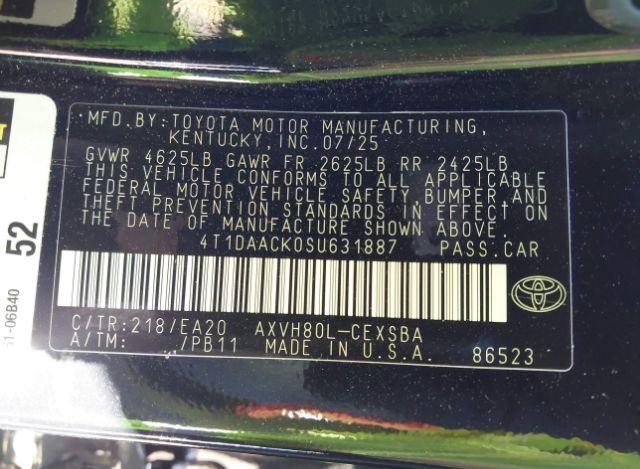 MFD.BY:TOYOTA MOTOR MANUFACTURING,
KENTUCKY,INC.07/25
GVWR 4625LB GAWR FR 2625LB RR 2425LB
THIS VEHICLE CONFORMS TO ALL APPLICABLE
FEDERAL MOTOR VEHICLE SAFETY,BUMPER,AND
THEFT PREVENTION STANDARDS IN EFFECT ON
THE DATE OF MANUFACTURE SHOWN ABOVE.
4T1DAACK0SU631887 PASS.CAR
C/TR:218/EA20 AXVH80L-CEXSBA
A/TM: /PB11 MADE IN U.S.A. 86523
52
51-06B40